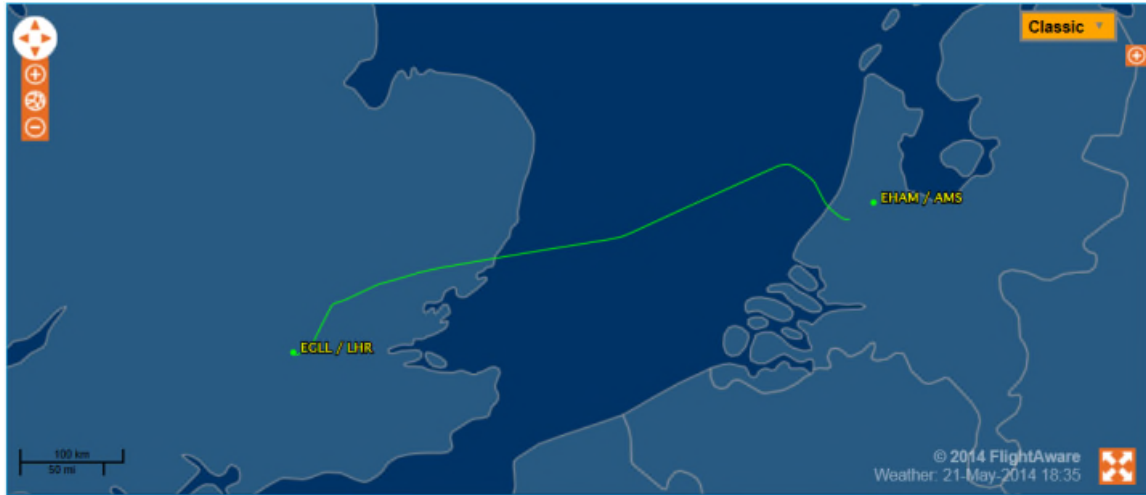 Classic
EHAM / AMS
EGLL / LHR
100 km
50 mi
© 2014 FlightAware
Weather: 21-May-2014 18:35